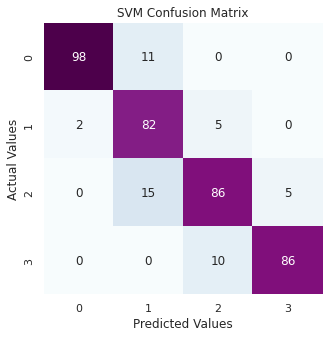 SVM Confusion Matrix
0 98 11 0 0
1 2 82 5 0
2 0 15 86 5
3 0 0 10 86
0 1 2 3
Predicted Values
Actual Values